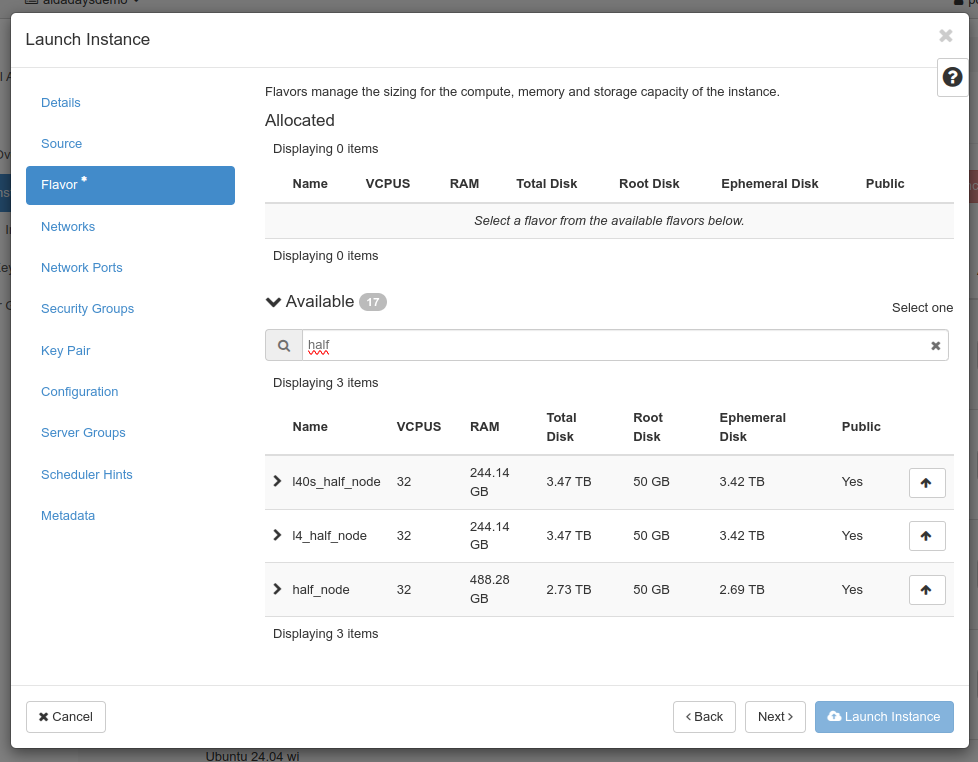 aidadaysdemo
Launch Instance
Details
Source
Flavor *
Networks
Network Ports
Security Groups
Key Pair
Configuration
Server Groups
Scheduler Hints
Metadata
Flavors manage the sizing for the compute, memory and storage capacity of the instance.
Allocated
Displaying 0 items
Name VCPUS RAM Total Disk Root Disk Ephemeral Disk Public
Select a flavor from the available flavors below.
Displaying 0 items
Available 17
Select one
half
Displaying 3 items
Name VCPUS RAM Total Disk Root Disk Ephemeral Disk Public
l40s_half_node 32 244.14 GB 3.47 TB 50 GB 3.42 TB Yes
l4_half_node 32 244.14 GB 3.47 TB 50 GB 3.42 TB Yes
half_node 32 488.28 GB 2.73 TB 50 GB 2.69 TB Yes
Displaying 3 items
Cancel
Back
Next
Launch Instance
Ubuntu 24.04 wi